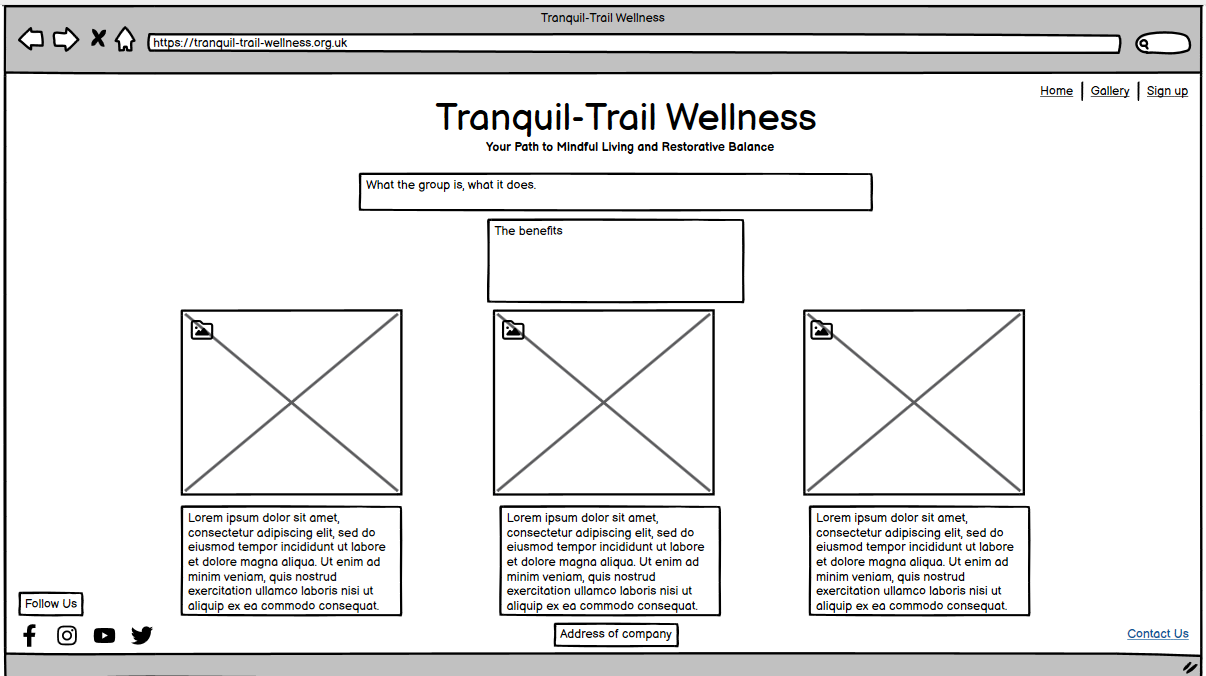 Tranquil-Trail Wellness
https://tranquil-trail-wellness.org.uk
Home Gallery Sign up
Tranquil-Trail Wellness
Your Path to Mindful Living and Restorative Balance
What the group is, what it does.
The benefits
Lorem ipsum dolor sit amet,
consectetur adipiscing elit, sed do
eiusmod tempor incididunt ut labore
et dolore magna aliqua. Ut enim ad
minim veniam, quis nostrud
exercitation ullamco laboris nisi ut
aliquip ex ea commodo consequat.
Lorem ipsum dolor sit amet,
consectetur adipiscing elit, sed do
eiusmod tempor incididunt ut labore
et dolore magna aliqua. Ut enim ad
minim veniam, quis nostrud
exercitation ullamco laboris nisi ut
aliquip ex ea commodo consequat.
Lorem ipsum dolor sit amet,
consectetur adipiscing elit, sed do
eiusmod tempor incididunt ut labore
et dolore magna aliqua. Ut enim ad
minim veniam, quis nostrud
exercitation ullamco laboris nisi ut
aliquip ex ea commodo consequat.
Follow Us
Address of company
Contact Us